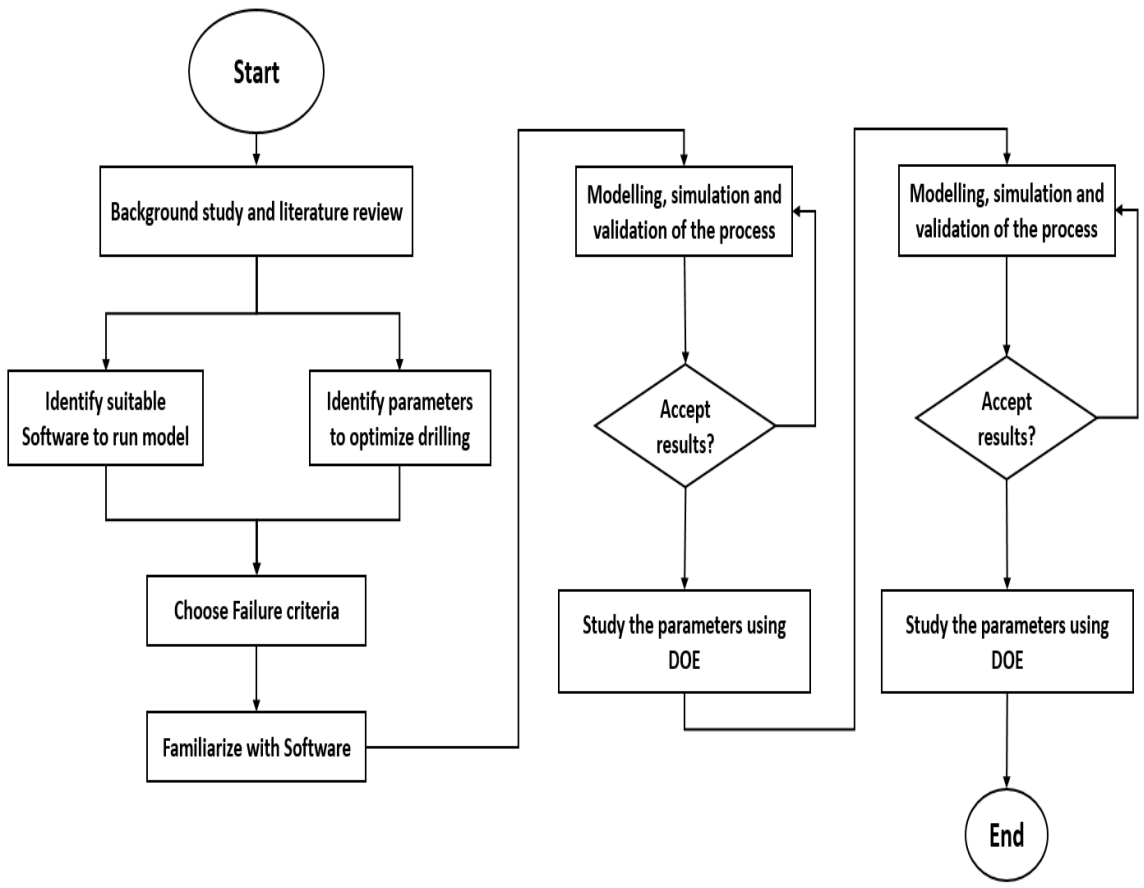 Start
Background study and literature review
Identify suitable
Software to run model
Identify parameters
to optimize drilling
Choose Failure criteria
Familiarize with Software
Modelling, simulation and
validation of the process
Accept
results?
Study the parameters using
DOE
Modelling, simulation and
validation of the process
Accept
results?
Study the parameters using
DOE
End